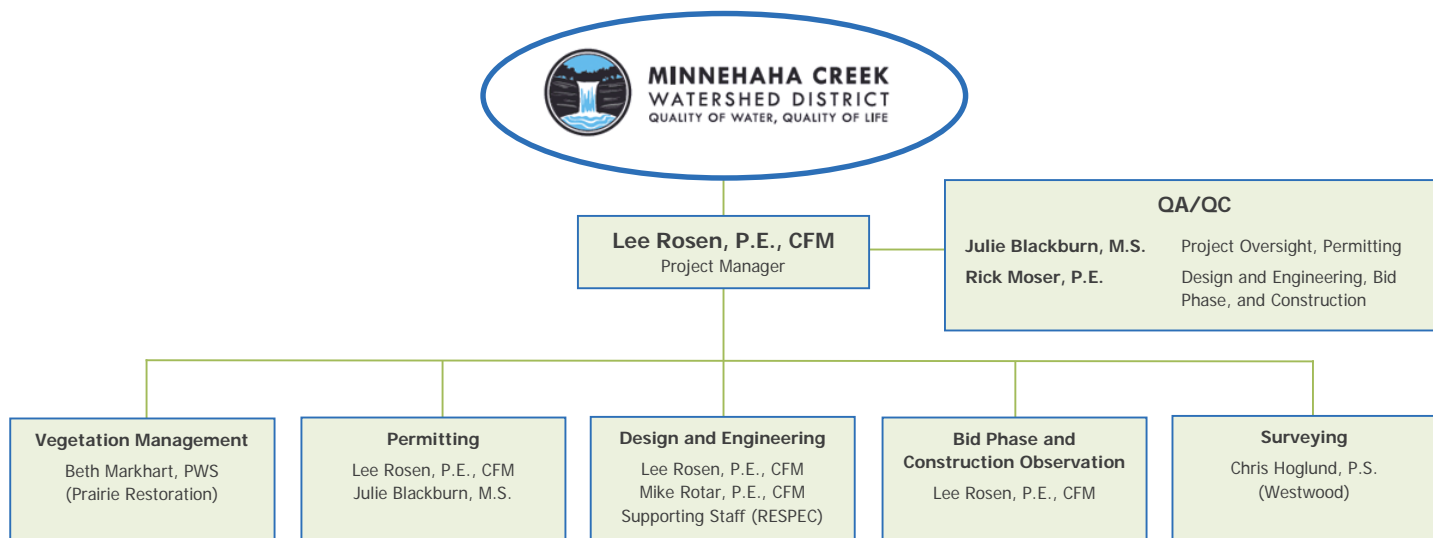 MINNEHAHA CREEK
WATERSHED DISTRICT
QUALITY OF WATER, QUALITY OF LIFE
Lee Rosen, P.E., CFM
Project Manager
QA/QC
Julie Blackburn, M.S. Project Oversight, Permitting
Rick Moser, P.E. Design and Engineering, Bid
Phase, and Construction
Vegetation Management
Beth Markhart, PWS
(Prairie Restoration)
Permitting
Lee Rosen, P.E., CFM
Julie Blackburn, M.S.
Design and Engineering
Lee Rosen, P.E., CFM
Mike Rotar, P.E., CFM
Supporting Staff (RESPEC)
Bid Phase and
Construction Observation
Lee Rosen, P.E., CFM
Surveying
Chris Hoglund, P.S.
(Westwood)